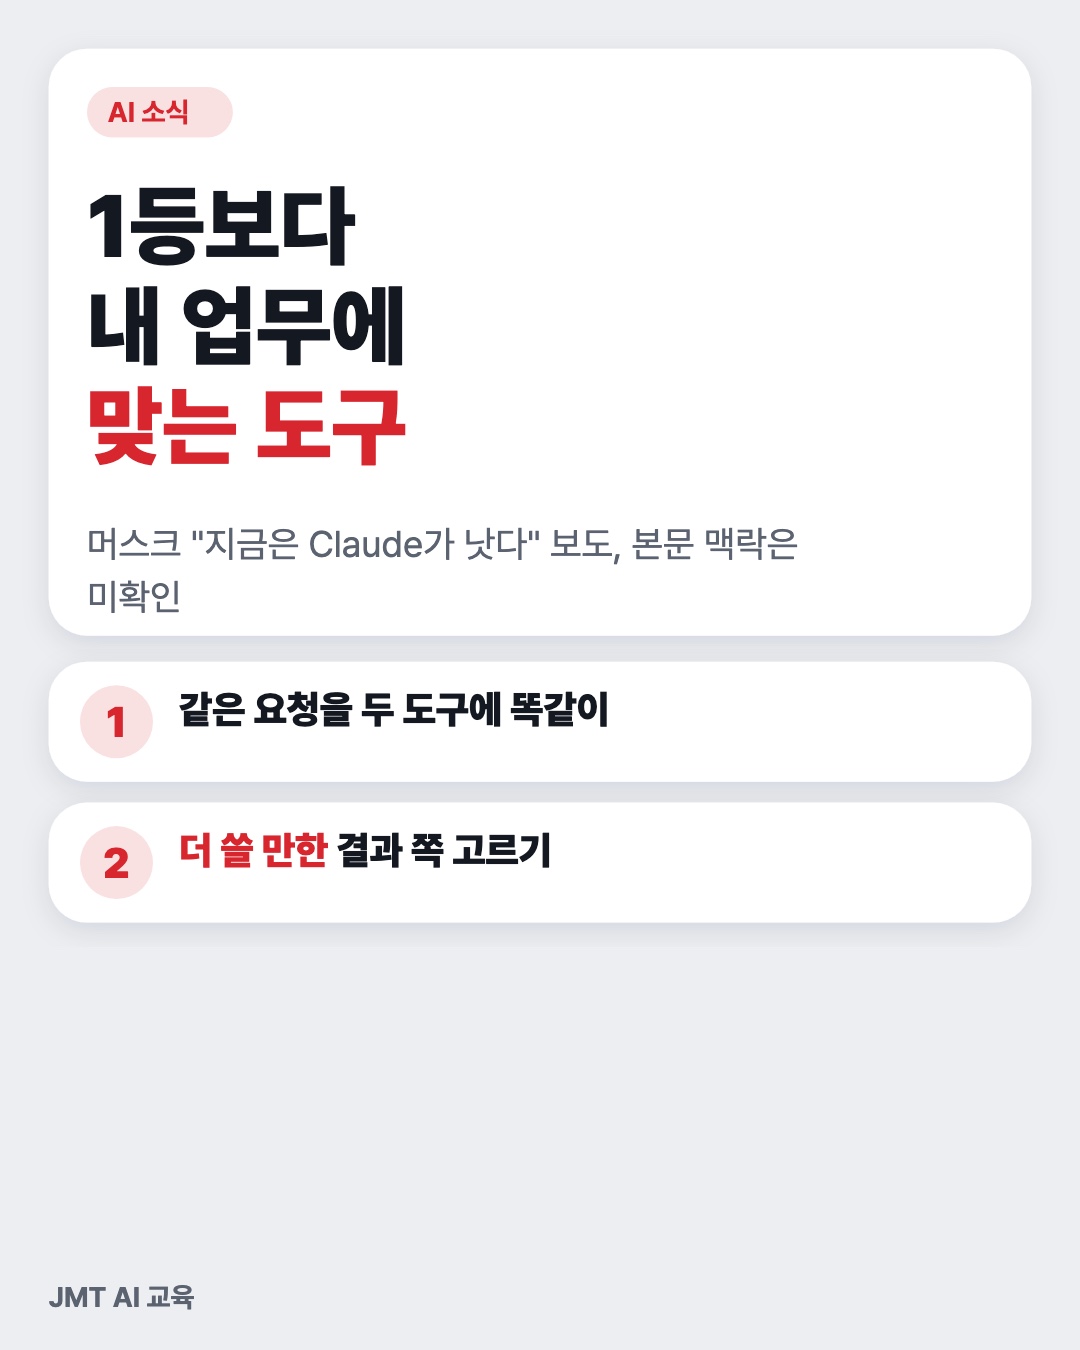 AI 소식
1등보다
내 업무에
맞는 도구
머스크 "지금은 Claude가 낫다" 보도, 본문 맥락은
미확인
1 같은 요청을 두 도구에 똑같이
2 더 쓸 만한 결과 쪽 고르기
JMT AI 교육